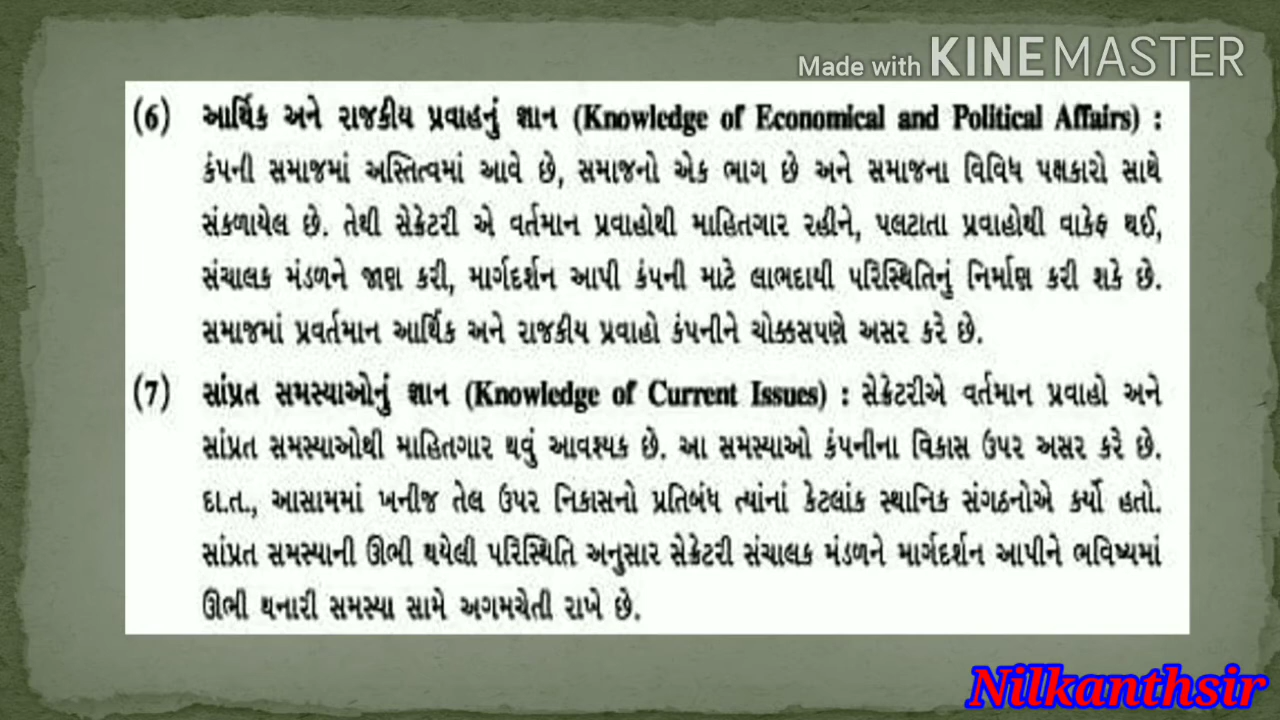 Made with KINEMASTER
(6) આર્થિક અને રાજકીય પ્રવાહનું જ્ઞાન (Knowledge of Economical and Political Affairs) :
કંપની સમાજમાં અસ્તિત્વમાં આવે છે, સમાજનો એક ભાગ છે અને સમાજના વિવિધ પક્ષકારો સાથે
સંકળાયેલ છે. તેથી સેક્રેટરી એ વર્તમાન પ્રવાહોથી માહિતગાર રહીને, પલટાતા પ્રવાહોથી વાકેફ થઈ,
સંચાલક મંડળને જાણ કરી, માર્ગદર્શન આપી કંપની માટે લાભદાયી પરિસ્થિતિનું નિર્માણ કરી શકે છે.
સમાજમાં પ્રવર્તમાન આર્થિક અને રાજકીય પ્રવાહો કંપનીને ચોક્કસપણે અસર કરે છે.
(7) સાંપ્રત સમસ્યાઓનું જ્ઞાન (Knowledge of Current Issues) : સેક્રેટરીએ વર્તમાન પ્રવાહો અને
સાંપ્રત સમસ્યાઓથી માહિતગાર થવું આવશ્યક છે. આ સમસ્યાઓ કંપનીના વિકાસ ઉપર અસર કરે છે.
દા.ત., આસામમાં ખનીજ તેલ ઉપર નિકાસનો પ્રતિબંધ ત્યાંનાં કેટલાંક સ્થાનિક સંગઠનોએ કર્યો હતો.
સાંપ્રત સમસ્યાની ઊભી થયેલી પરિસ્થિતિ અનુસાર સેક્રેટરી સંચાલક મંડળને માર્ગદર્શન આપીને ભવિષ્યમાં
ઊભી થનારી સમસ્યા સામે અગમચેતી રાખે છે.
Nilkanthsir